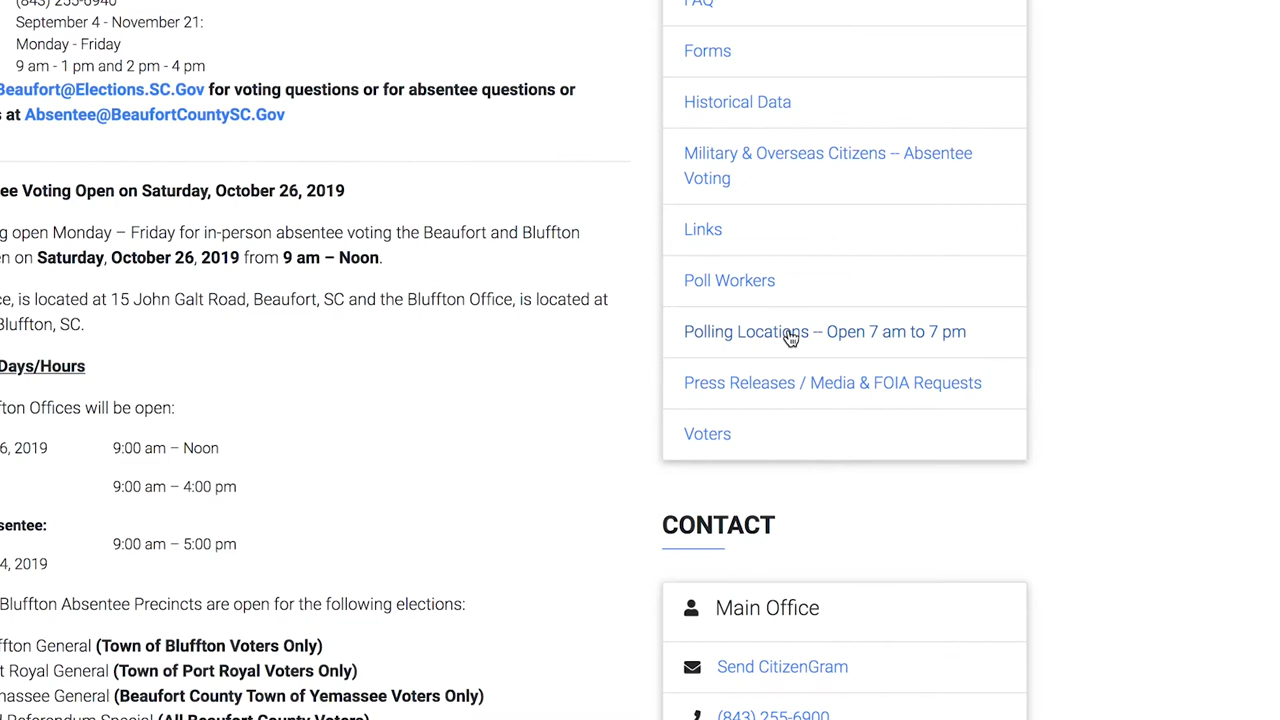 (843) 255-6940
September 4 - November 21:
Monday - Friday
9 am - 1 pm and 2 pm - 4 pm
Beaufort@Elections.SC.Gov for voting questions or for absentee questions or
s at Absentee@BeaufortCountySC.Gov
ee Voting Open on Saturday, October 26, 2019
g open Monday – Friday for in-person absentee voting the Beaufort and Bluffton
en on Saturday, October 26, 2019 from 9 am – Noon.
ce, is located at 15 John Galt Road, Beaufort, SC and the Bluffton Office, is located at
Bluffton, SC.
Days/Hours
fton Offices will be open:
6, 2019 9:00 am – Noon
9:00 am – 4:00 pm
sentee:
9:00 am – 5:00 pm
4, 2019
Bluffton Absentee Precincts are open for the following elections:
ffton General (Town of Bluffton Voters Only)
t Royal General (Town of Port Royal Voters Only)
massee General (Beaufort County Town of Yemassee Voters Only)
d Referendum Special (All Beaufort County Voters)
FAQ
Forms
Historical Data
Military & Overseas Citizens – Absentee
Voting
Links
Poll Workers
Polling Locations – Open 7 am to 7 pm
Press Releases / Media & FOIA Requests
Voters
CONTACT
Main Office
Send CitizenGram
(843) 255-6900